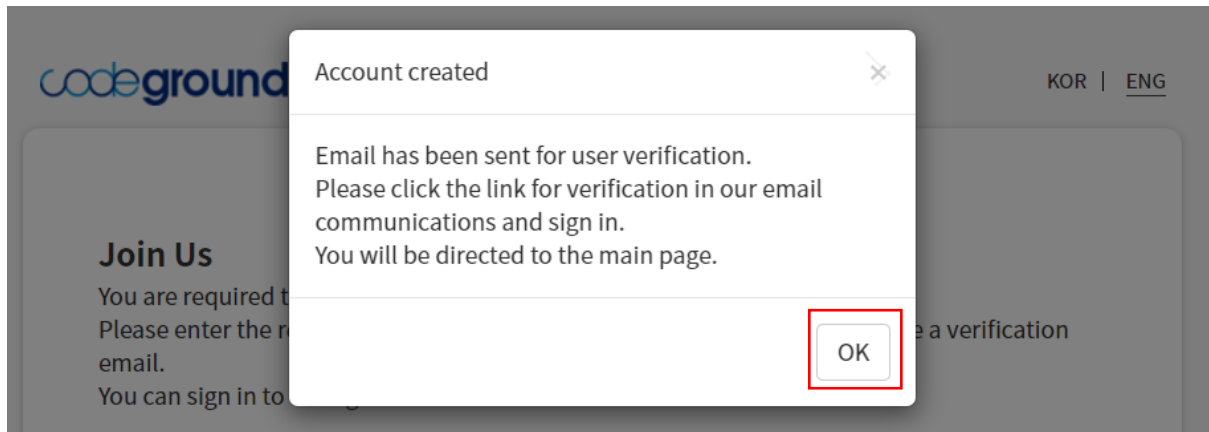 codeground
KOR | ENG
Account created
×
Email has been sent for user verification.
Please click the link for verification in our email
communications and sign in.
You will be directed to the main page.
OK
Join Us
You are required t
Please enter the r
e a verification
email.
You can sign in to